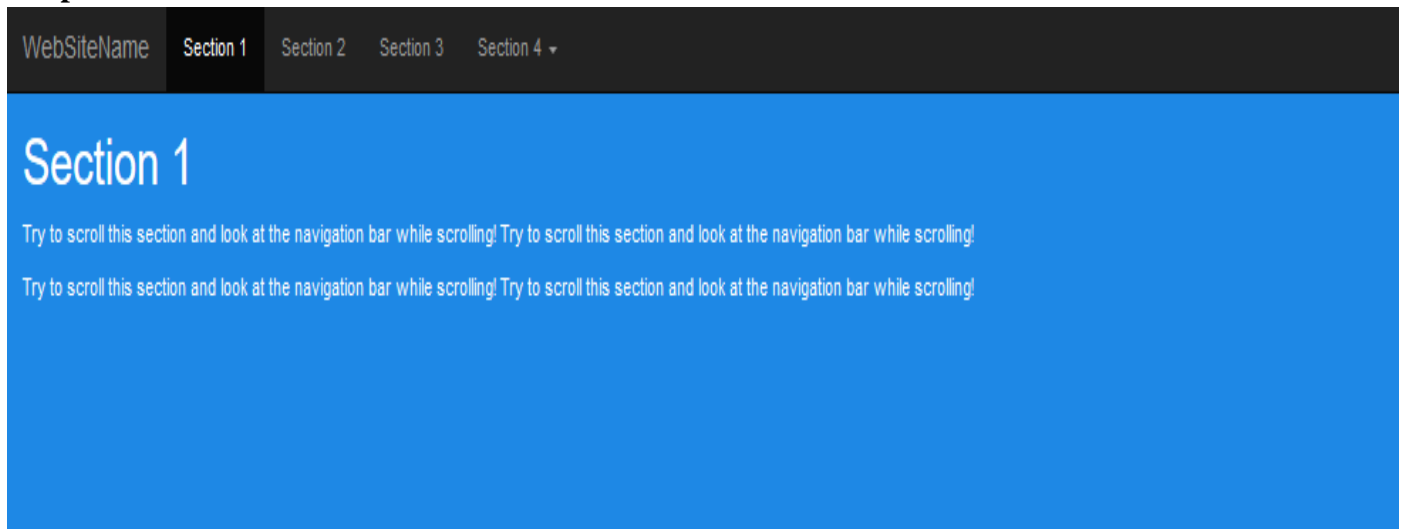 WebSiteName Section 1 Section 2 Section 3 Section 4
Section 1
Try to scroll this section and look at the navigation bar while scrolling! Try to scroll this section and look at the navigation bar while scrolling!
Try to scroll this section and look at the navigation bar while scrolling! Try to scroll this section and look at the navigation bar while scrolling!